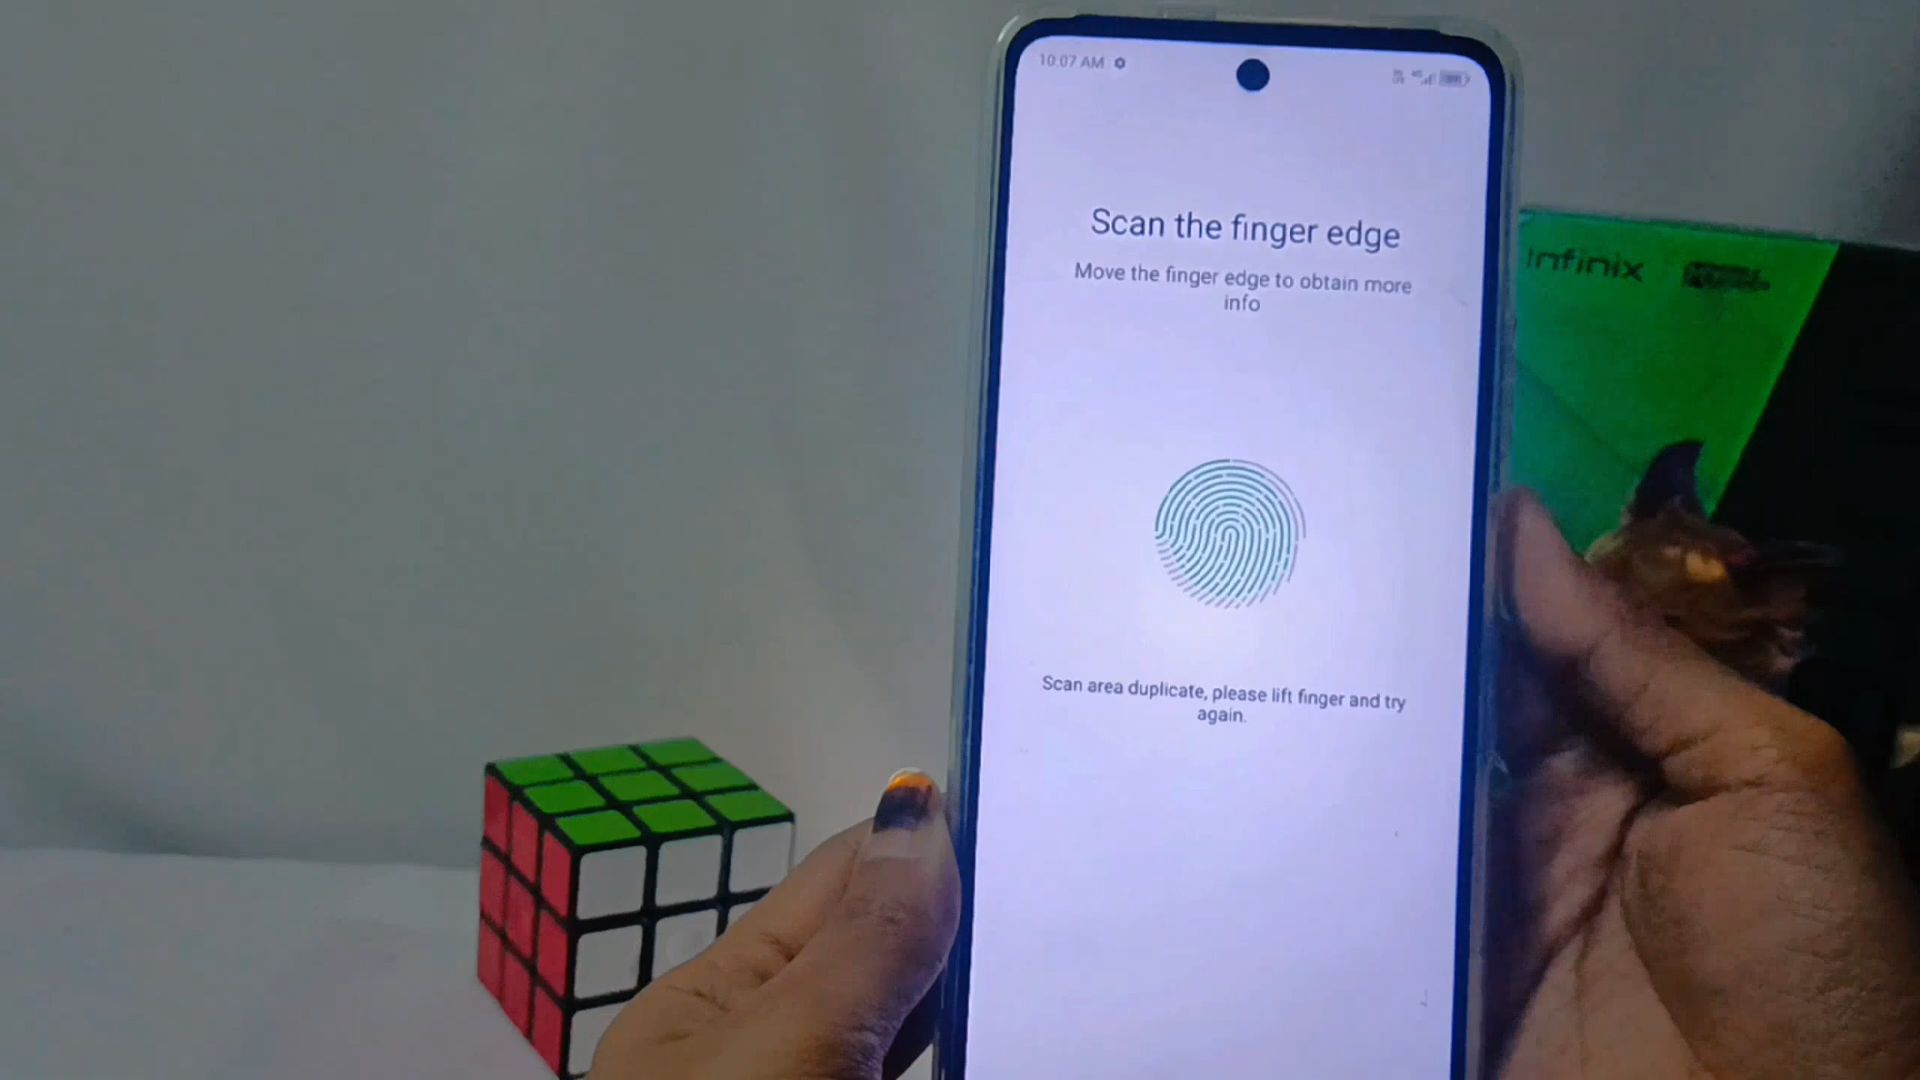 10:07 AM
Scan the finger edge
Move the finger edge to obtain more
info
Scan area duplicate, please lift finger and try
again.
Infinix